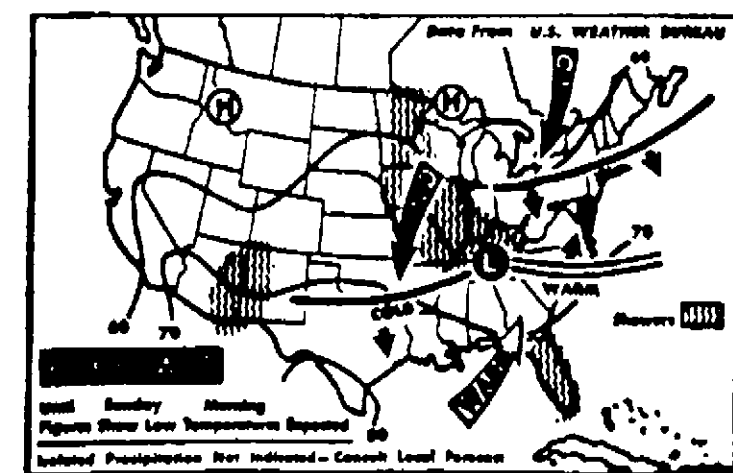 Data From U.S. WEATHER BUREAU
60
H
H
70
L
WARM
Showers
COLD
60
70
Until Sunday Morning
Figures Show Low Temperatures Expected
80
Isolated Precipitation Not Indicated - Consult Local Forecast